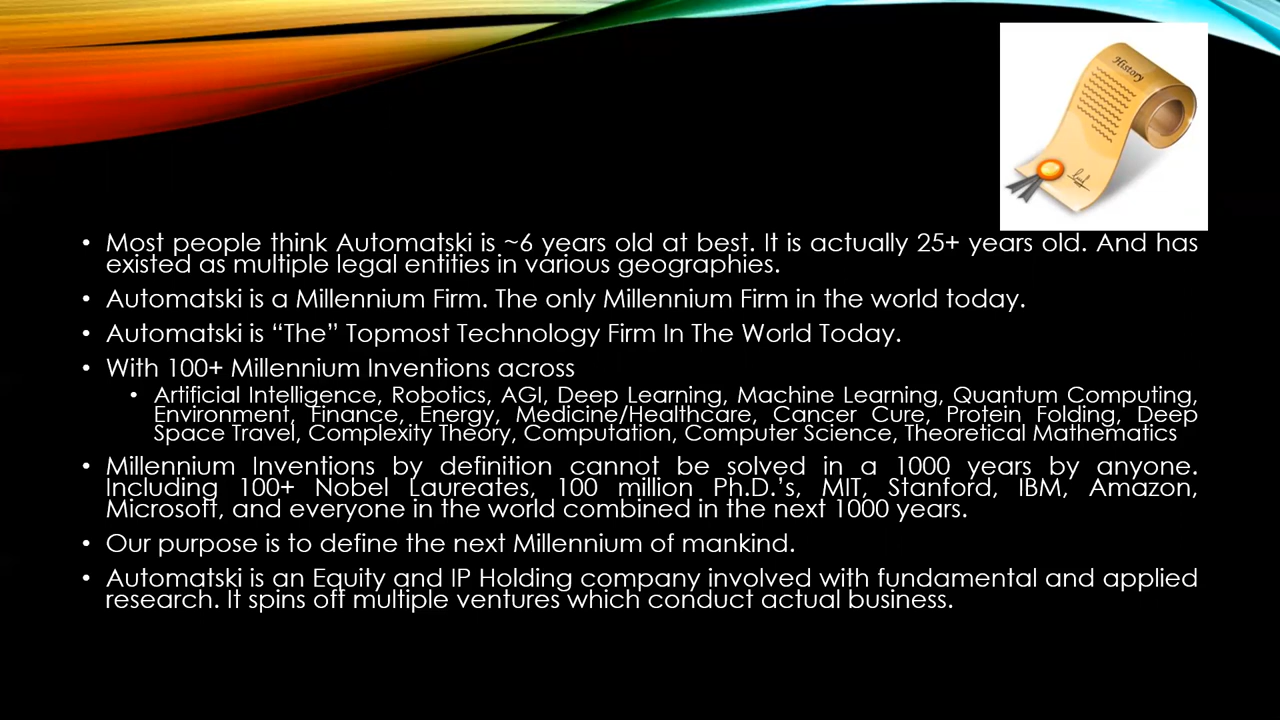 History
• Most people think Automatski is ~6 years old at best. It is actually 25+ years old. And has
existed as multiple legal entities in various geographies.
• Automatski is a Millennium Firm. The only Millennium Firm in the world today.
• Automatski is “The” Topmost Technology Firm In The World Today.
• With 100+ Millennium Inventions across
• Artificial Intelligence, Robotics, AGI, Deep Learning, Machine Learning, Quantum Computing,
Environment, Finance, Energy, Medicine/Healthcare, Cancer Cure, Protein Folding, Deep
Space Travel, Complexity Theory, Computation, Computer Science, Theoretical Mathematics
• Millennium Inventions by definition cannot be solved in a 1000 years by anyone.
Including 100+ Nobel Laureates, 100 million Ph.D.’s, MIT, Stanford, IBM, Amazon,
Microsoft, and everyone in the world combined in the next 1000 years.
• Our purpose is to define the next Millennium of mankind.
• Automatski is an Equity and IP Holding company involved with fundamental and applied
research. It spins off multiple ventures which conduct actual business.